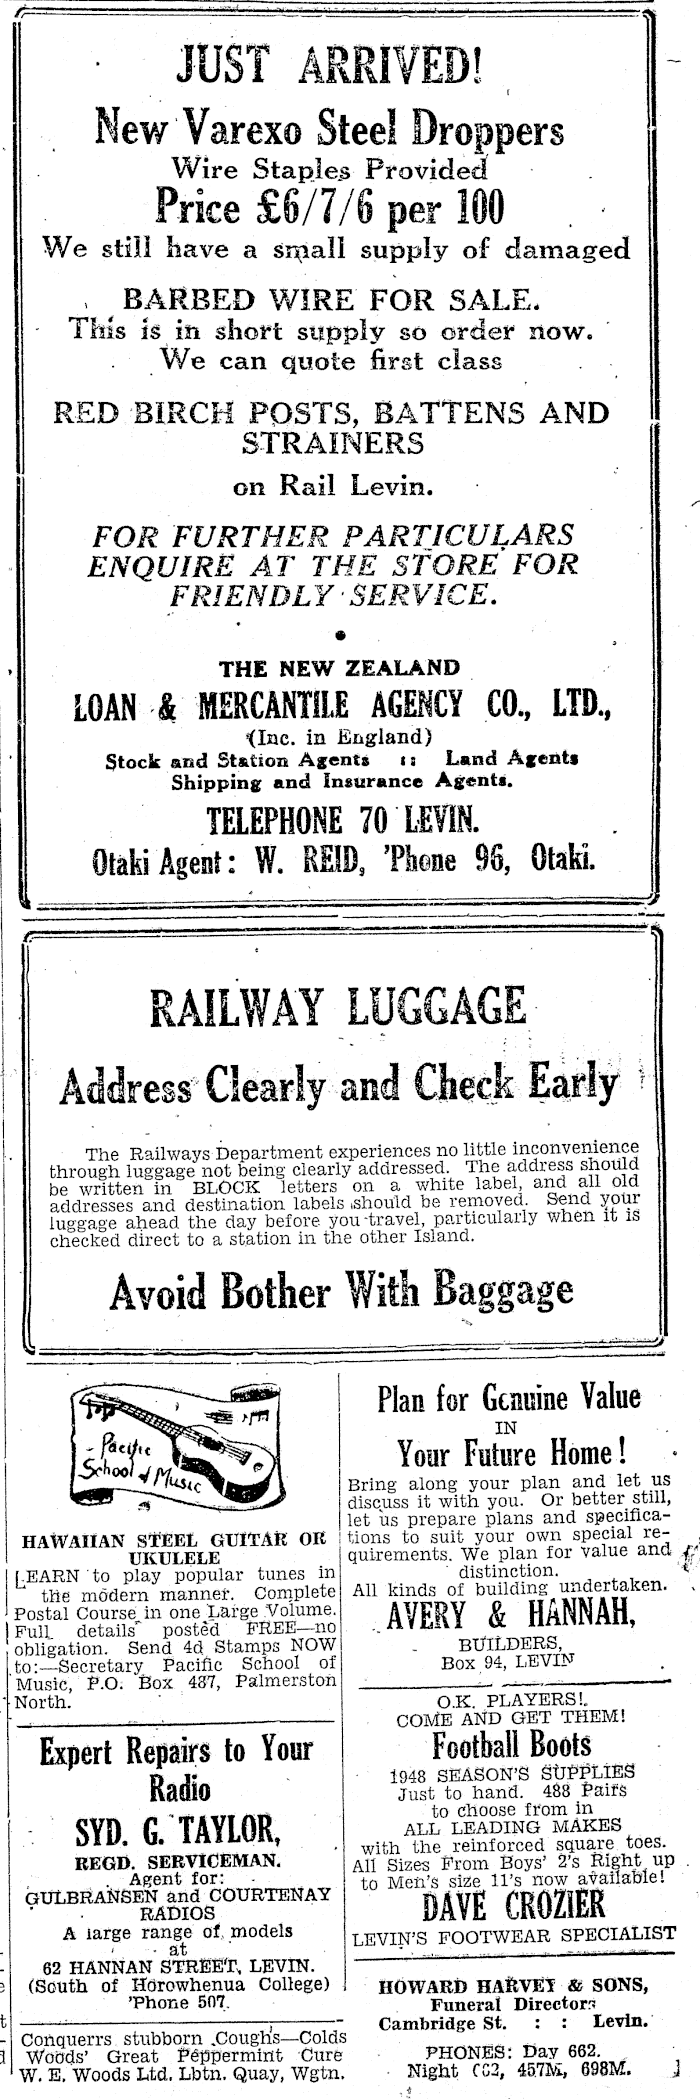 JUST ARRIVED!
New Varexo Steel Droppers
Wire Staples Provided
Price £6/7/6 per 100
We still have a small supply of damaged
BARBED WIRE FOR SALE.
This is in short supply so order now.
We can quote first class
RED BIRCH POSTS, BATTENS AND
STRAINERS
on Rail Levin.
FOR FURTHER PARTICULARS
ENQUIRE AT THE STORE FOR
FRIENDLY SERVICE.
THE NEW ZEALAND
LOAN & MERCANTILE AGENCY CO., LTD.,
(Inc. in England)
Stock and Station Agents :: Land Agents
Shipping and Insurance Agents.
TELEPHONE 70 LEVIN.
Otaki Agent: W. REID, 'Phone 96, Otaki.
RAILWAY LUGGAGE
Address Clearly and Check Early
The Railways Department experiences no little inconvenience
through luggage not being clearly addressed. The address should
be written in BLOCK letters on a white label, and all old
addresses and destination labels should be removed. Send your
luggage ahead the day before you travel, particularly when it is
checked direct to a station in the other Island.
Avoid Bother With Baggage
Pacific
School of Music
HAWAIIAN STEEL GUITAR OR
UKULELE
LEARN to play popular tunes in
the modern manner. Complete
Postal Course in one Large Volume.
Full details posted FREE—no
obligation. Send 4d Stamps NOW
to:—Secretary Pacific School of
Music, P.O. Box 437, Palmerston
North.
Expert Repairs to Your
Radio
SYD. G. TAYLOR,
REGD. SERVICEMAN.
Agent for:
GULBRANSEN and COURTENAY
RADIOS
A large range of models
at
62 HANNAN STREET, LEVIN.
(South of Horowhenua College)
'Phone 507.
Conquerrs stubborn Coughs—Colds
Woods' Great Peppermint Cure
W. E. Woods Ltd. Lbtn. Quay, Wgtn.
Plan for Genuine Value
IN
Your Future Home!
Bring along your plan and let us
discuss it with you. Or better still,
let us prepare plans and specifica-
tions to suit your own special re-
quirements. We plan for value and
distinction.
All kinds of building undertaken.
AVERY & HANNAH,
BUILDERS,
Box 94, LEVIN
O.K. PLAYERS!
COME AND GET THEM!
Football Boots
1948 SEASON'S SUPPLIES
Just to hand. 488 Pairs
to choose from in
ALL LEADING MAKES
with the reinforced square toes.
All Sizes From Boys' 2's Right up
to Men's size 11's now available!
DAVE CROZIER
LEVIN'S FOOTWEAR SPECIALIST
HOWARD HARVEY & SONS,
Funeral Directors
Cambridge St. : : Levin.
PHONES: Day 662.
Night 457M, 698M.